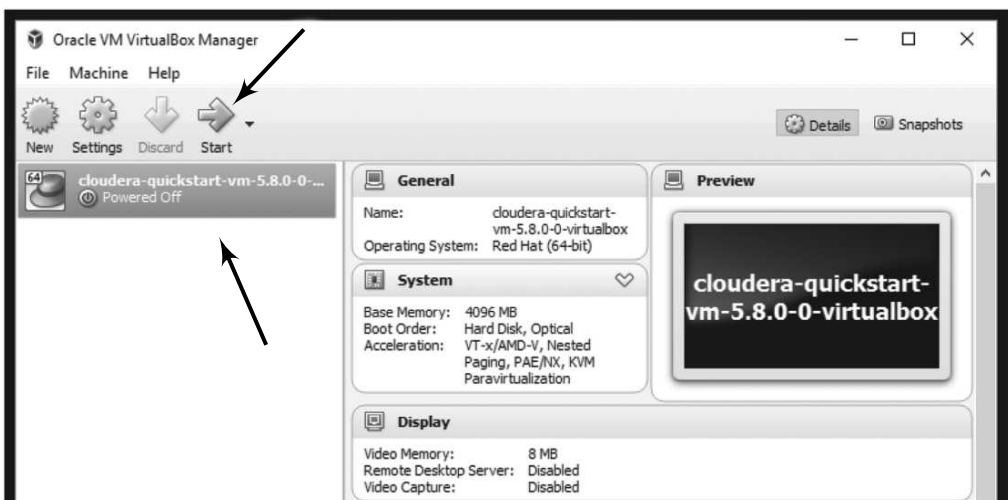 Oracle VM VirtualBox Manager
File Machine Help
New Settings Discard Start
Details Snapshots
64
cloudera-quickstart-vm-5.8.0-0-...
Powered Off
General
Name: cloudera-quickstart-
vm-5.8.0-0-virtualbox
Operating System: Red Hat (64-bit)
System
Base Memory: 4096 MB
Boot Order: Hard Disk, Optical
Acceleration: VT-x/AMD-V, Nested
Paging, PAE/NX, KVM
Paravirtualization
Preview
cloudera-quickstart-
vm-5.8.0-0-virtualbox
Display
Video Memory: 8 MB
Remote Desktop Server: Disabled
Video Capture: Disabled